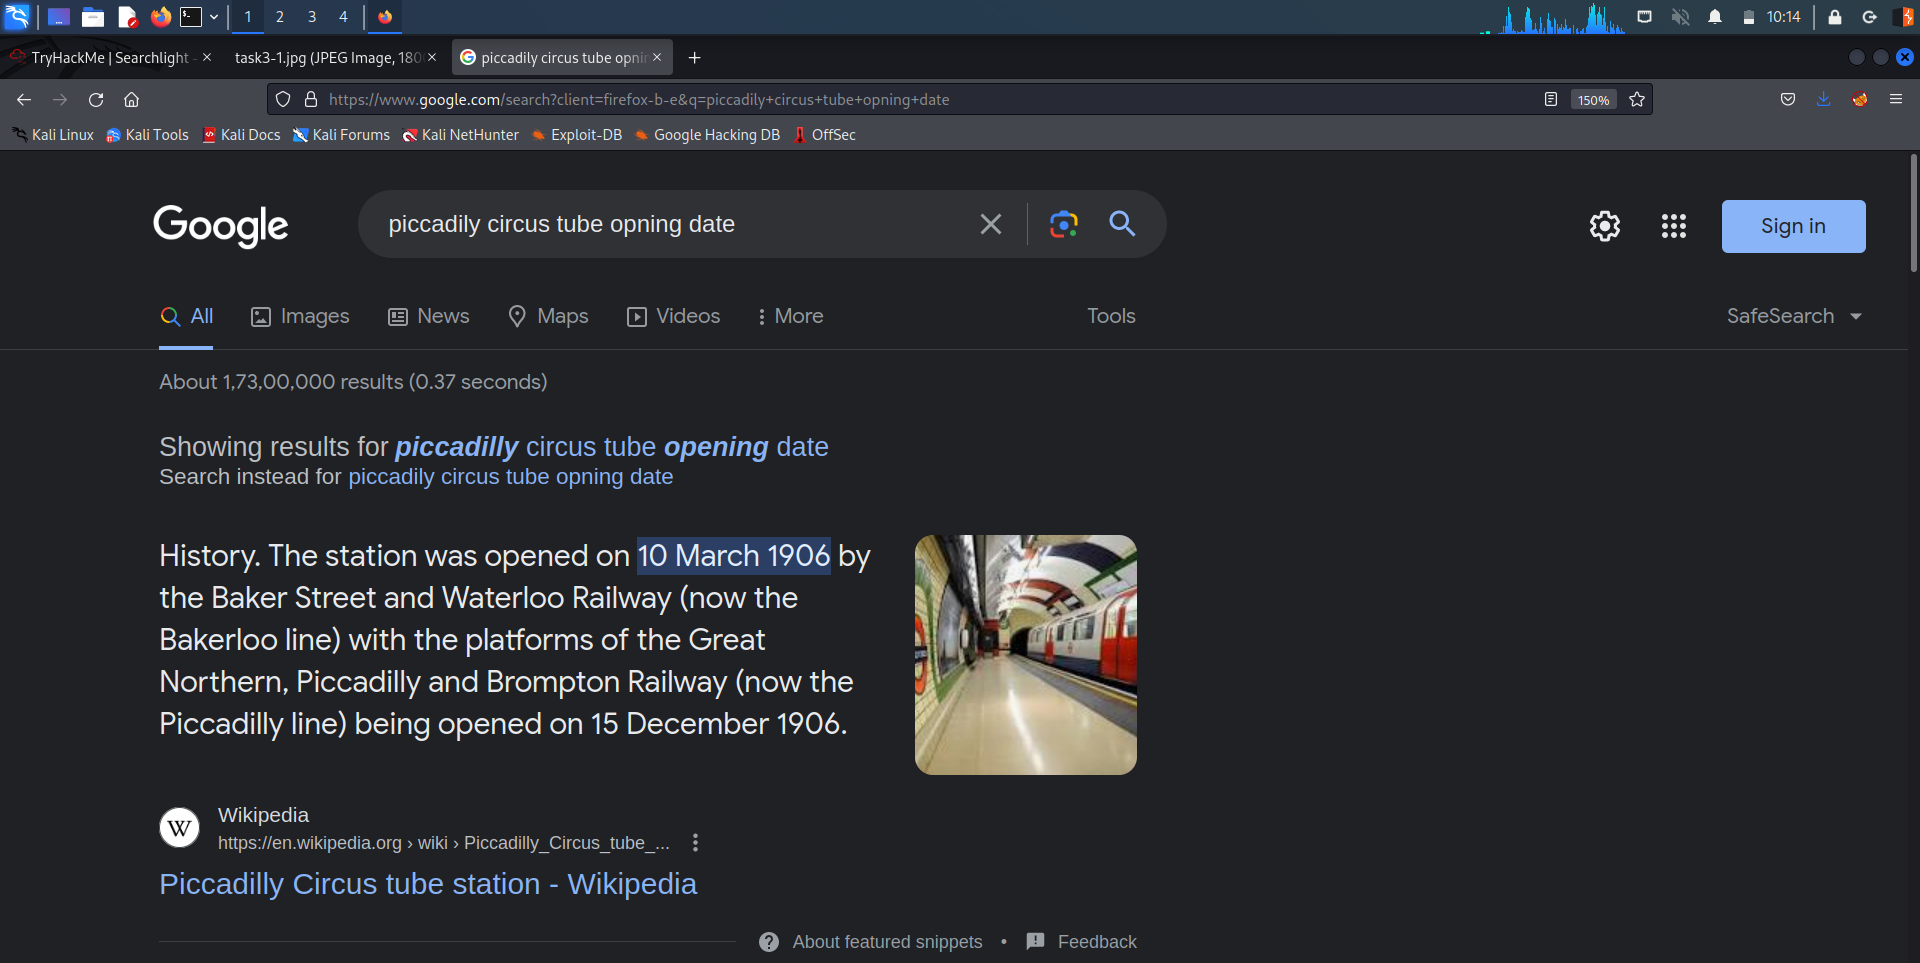 1 2 3 4 10:14
TryHackMe | Searchlight - task3-1.jpg (JPEG Image, 180 piccadily circus tube opnin
https://www.google.com/search?client=firefox-b-e&q=piccadily+circus+tube+opning+date 150%
Kali Linux Kali Tools Kali Docs Kali Forums Kali NetHunter Exploit-DB Google Hacking DB OffSec
Google piccadily circus tube opning date Sign in
All Images News Maps Videos More Tools SafeSearch
About 1,73,00,000 results (0.37 seconds)
Showing results for piccadilly circus tube opening date
Search instead for piccadily circus tube opning date
History. The station was opened on 10 March 1906 by
the Baker Street and Waterloo Railway (now the
Bakerloo line) with the platforms of the Great
Northern, Piccadilly and Brompton Railway (now the
Piccadilly line) being opened on 15 December 1906.
W Wikipedia
https://en.wikipedia.org › wiki › Piccadilly_Circus_tube_...
Piccadilly Circus tube station - Wikipedia
About featured snippets • Feedback